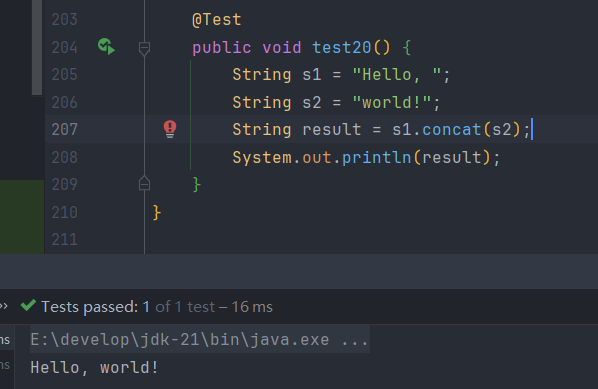 203 @Test
204 public void test20() {
205 String s1 = "Hello, ";
206 String s2 = "world!";
207 String result = s1.concat(s2);
208 System.out.println(result);
209 }
210 }
211
Tests passed: 1 of 1 test – 16 ms
ms E:\develop\jdk-21\bin\java.exe ...
ms Hello, world!